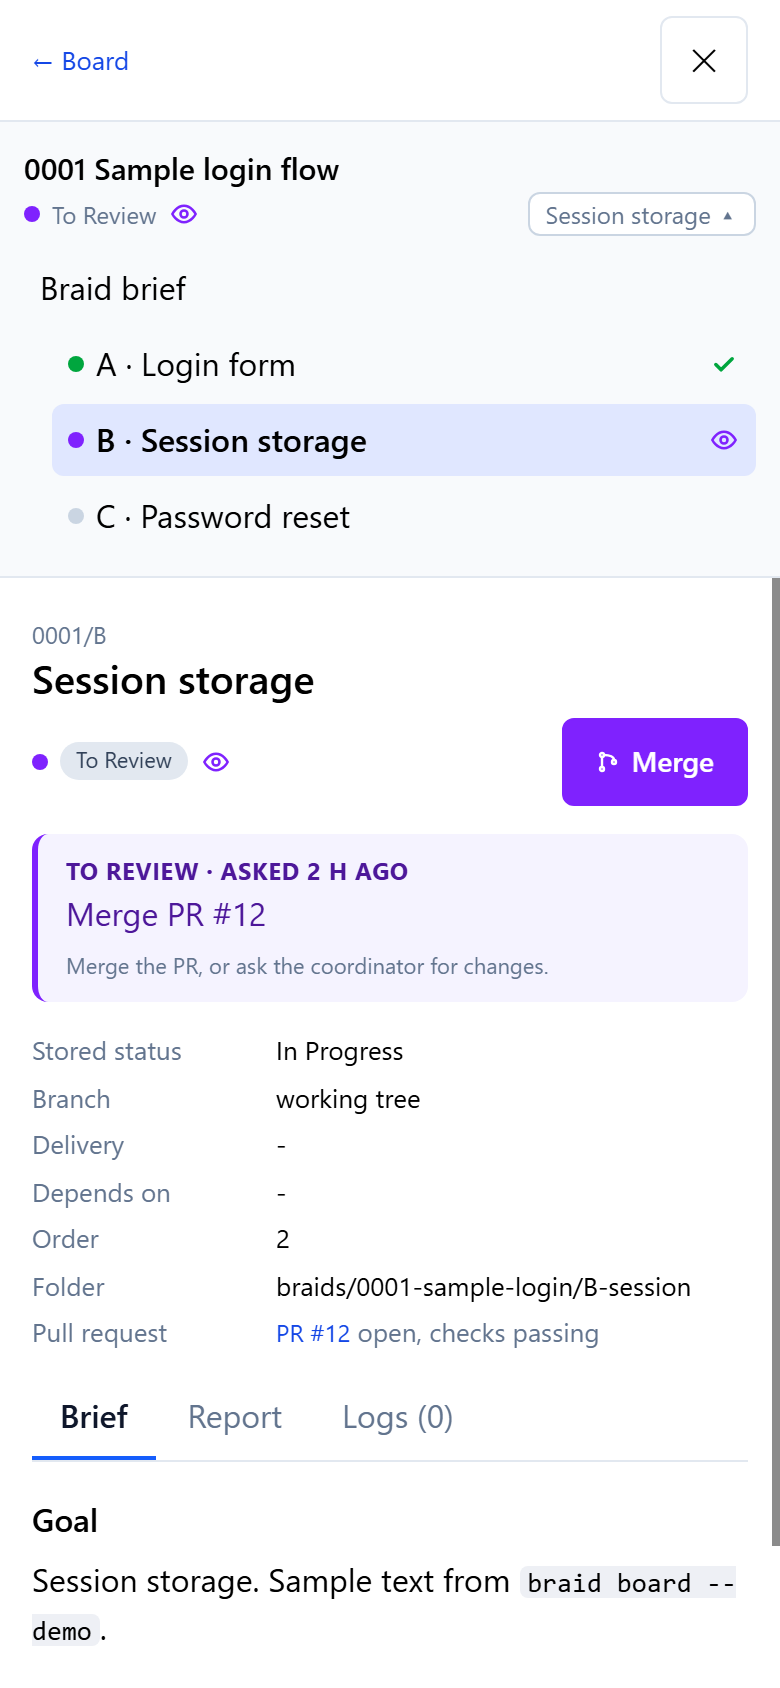 ← Board
0001 Sample login flow
To Review
Session storage ▲
Braid brief
A · Login form
B · Session storage
C · Password reset
0001/B
Session storage
To Review
Merge
TO REVIEW · ASKED 2 H AGO
Merge PR #12
Merge the PR, or ask the coordinator for changes.
Stored status In Progress
Branch working tree
Delivery -
Depends on -
Order 2
Folder braids/0001-sample-login/B-session
Pull request PR #12 open, checks passing
Brief Report Logs (0)
Goal
Session storage. Sample text from braid board --
demo.